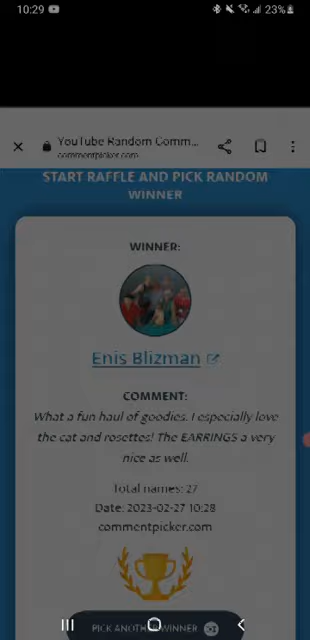 10:29
23%
YouTube Random Comm...
commentpicker.com
START RAFFLE AND PICK RANDOM
WINNER
WINNER:
Enis Blizman
COMMENT:
What a fun haul of goodies. I especially love
the cat and rosettes! The EARRINGS a very
nice as well.
Total names: 27
Date: 2023-02-27 10:28
commentpicker.com
PICK ANOTHER WINNER